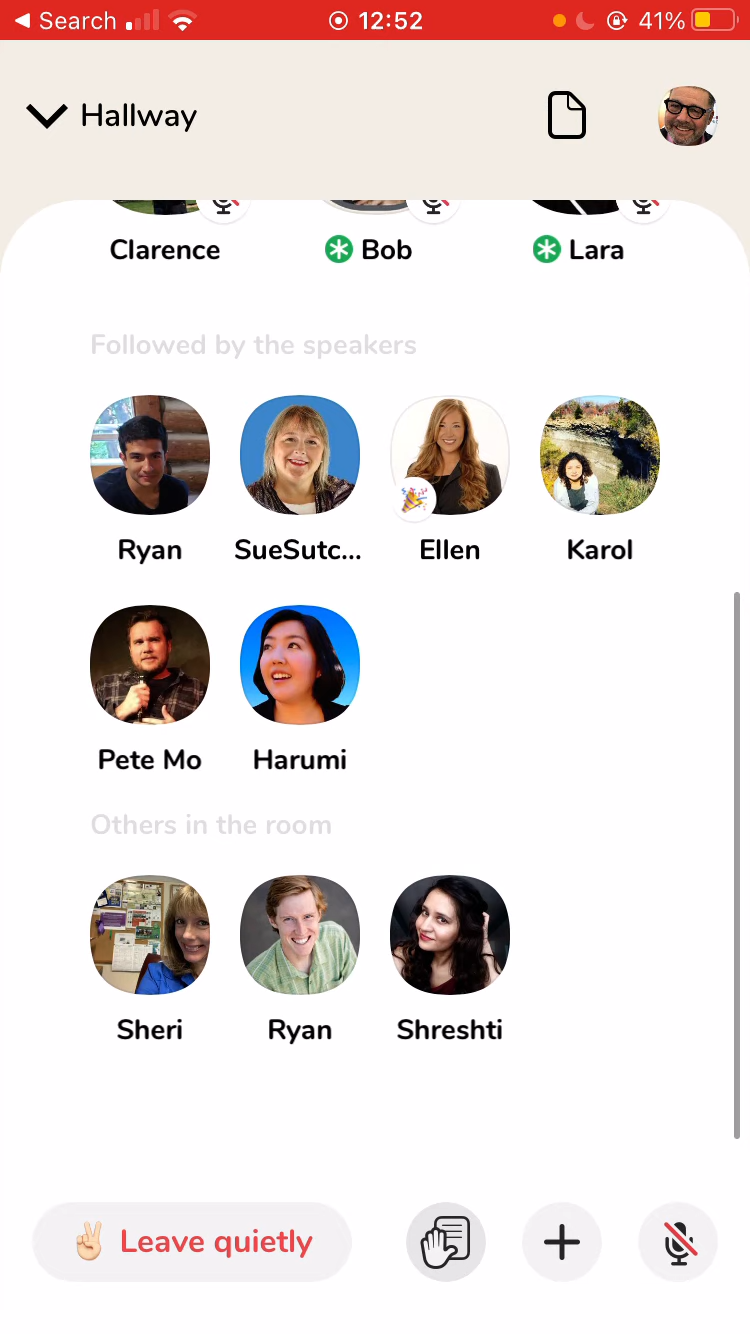 ◀ Search 12:52 41%
Hallway
Clarence Bob Lara
Followed by the speakers
Ryan SueSutc... Ellen Karol
Pete Mo Harumi
Others in the room
Sheri Ryan Shreshti
✌🏻 Leave quietly